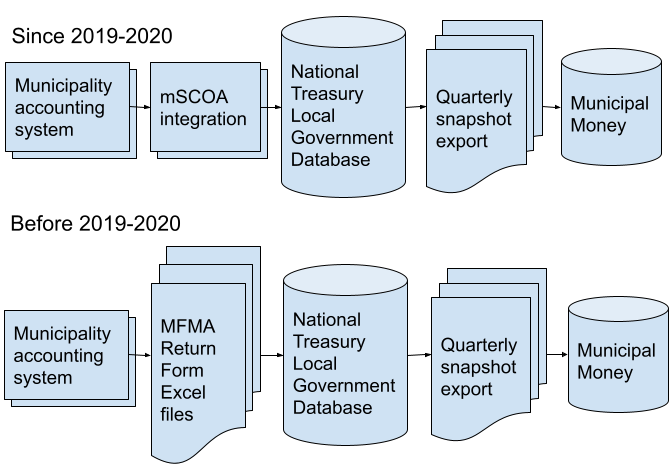 Since 2019-2020
Municipality
accounting
system
mSCOA
integration
National
Treasury
Local
Government
Database
Quarterly
snapshot
export
Municipal
Money
Before 2019-2020
Municipality
accounting
system
MFMA
Return
Form
Excel
files
National
Treasury
Local
Government
Database
Quarterly
snapshot
export
Municipal
Money